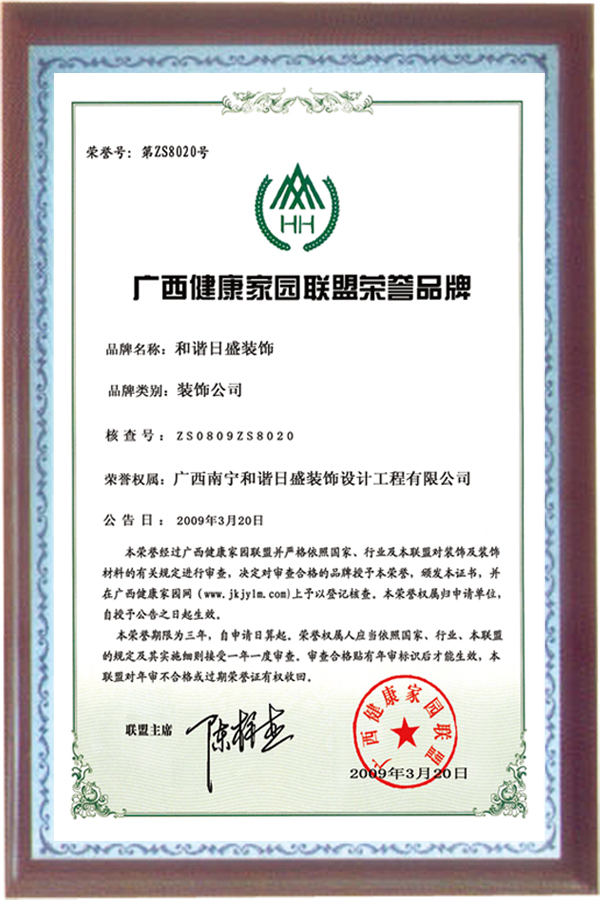 荣誉号：第ZS8020号
HH
广西健康家园联盟荣誉品牌
品牌名称：和谐日盛装饰
品牌类别：装饰公司
核查号：ZS0809ZS8020
荣誉权属：广西南宁和谐日盛装饰设计工程有限公司
公告日：2009年3月20日
本荣誉经过广西健康家园联盟并严格依照国家、行业及本联盟对装饰及装饰
材料的有关规定进行审查，决定对审查合格的品牌授予本荣誉，颁发本证书，并
在广西健康家园网（www.jkjylm.com)上予以登记核查。本荣誉权属归申请单位，
自授予公告之日起生效。
本荣誉期限为三年，自申请日算起。荣誉权属人应当依照国家、行业、本联盟
的规定及其实施细则接受一年一度审查。审查合格贴有年审标识后才能生效，本
联盟对年审不合格或过期荣誉证有权收回。
联盟主席
广西健康家园联盟
2009年3月20日